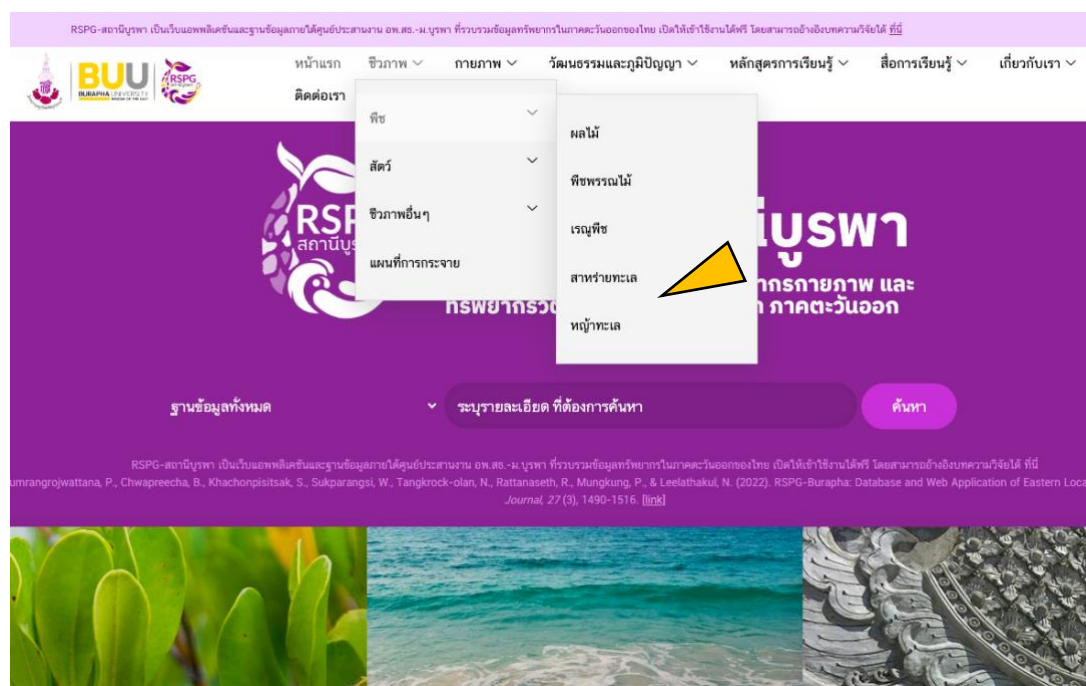 RSPG-สถานีบูรพา เป็นเว็บแอพพลิเคชันและฐานข้อมูลภายใต้ศูนย์ประสานงาน อพ.สธ.-ม.บูรพา ที่รวบรวมข้อมูลทรัพยากรในภาคตะวันออกของไทย เปิดให้เข้าใช้งานได้ฟรี โดยสามารถอ้างอิงบทความวิจัยได้ ที่นี่
BUU
BURAPHA UNIVERSITY
RSPG
หน้าแรก ชีวภาพ กายภาพ วัฒนธรรมและภูมิปัญญา หลักสูตรการเรียนรู้ สื่อการเรียนรู้ เกี่ยวกับเรา
ติดต่อเรา
พืช
สัตว์
ชีวภาพอื่นๆ
แผนที่การกระจาย
ผลไม้
พืชพรรณไม้
เรณูพืช
สาหร่ายทะเล
หญ้าทะเล
บูรพา
ากรกายภาพ และ
ภาคตะวันออก
ฐานข้อมูลทั้งหมด ระบุรายละเอียด ที่ต้องการค้นหา ค้นหา
RSPG-สถานีบูรพา เป็นเว็บแอพพลิเคชันและฐานข้อมูลภายใต้ศูนย์ประสานงาน อพ.สธ.-ม.บูรพา ที่รวบรวมข้อมูลทรัพยากรในภาคตะวันออกของไทย เปิดให้เข้าใช้งานได้ฟรี โดยสามารถอ้างอิงบทความวิจัยได้ ที่นี่
umrangrojwattana, P., Chwapreecha, B., Khachonpisitsak, S., Sukparangsi, W., Tangkrock-olan, N., Rattanaseth, R., Mungkung, P., & Leelathakul, N. (2022). RSPG-Burapha: Database and Web Application of Eastern Loca
Journal, 27 (3), 1490-1516. [link]